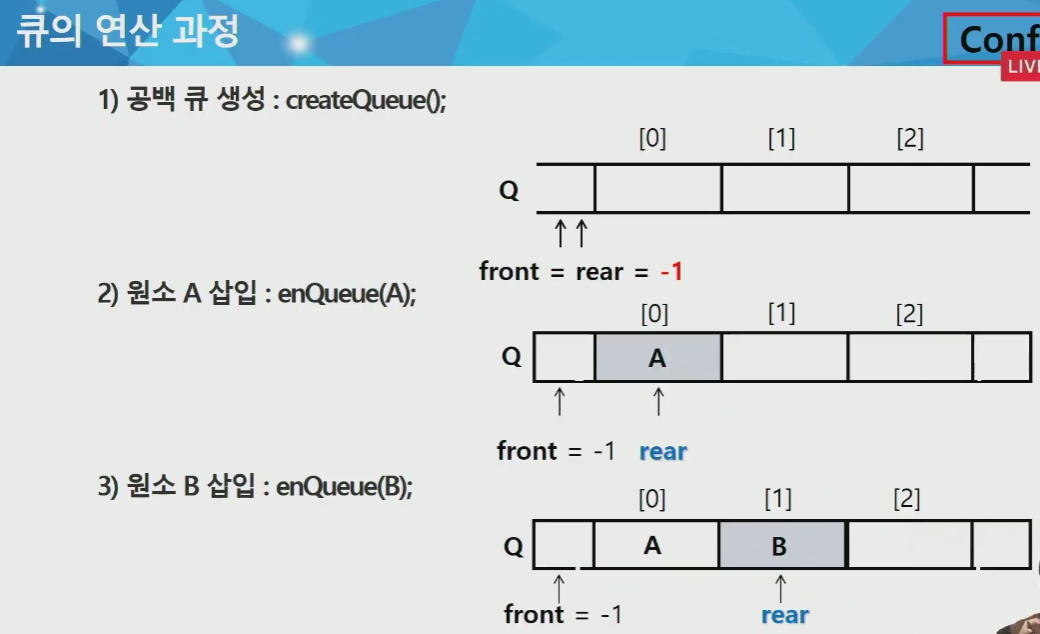 큐의 연산 과정
Conf
LIVE
1) 공백 큐 생성 : createQueue();
[0] [1] [2]
Q
front = rear = -1
2) 원소 A 삽입 : enQueue(A);
[0] [1] [2]
Q A
front = -1 rear
3) 원소 B 삽입 : enQueue(B);
[0] [1] [2]
Q A B
front = -1 rear